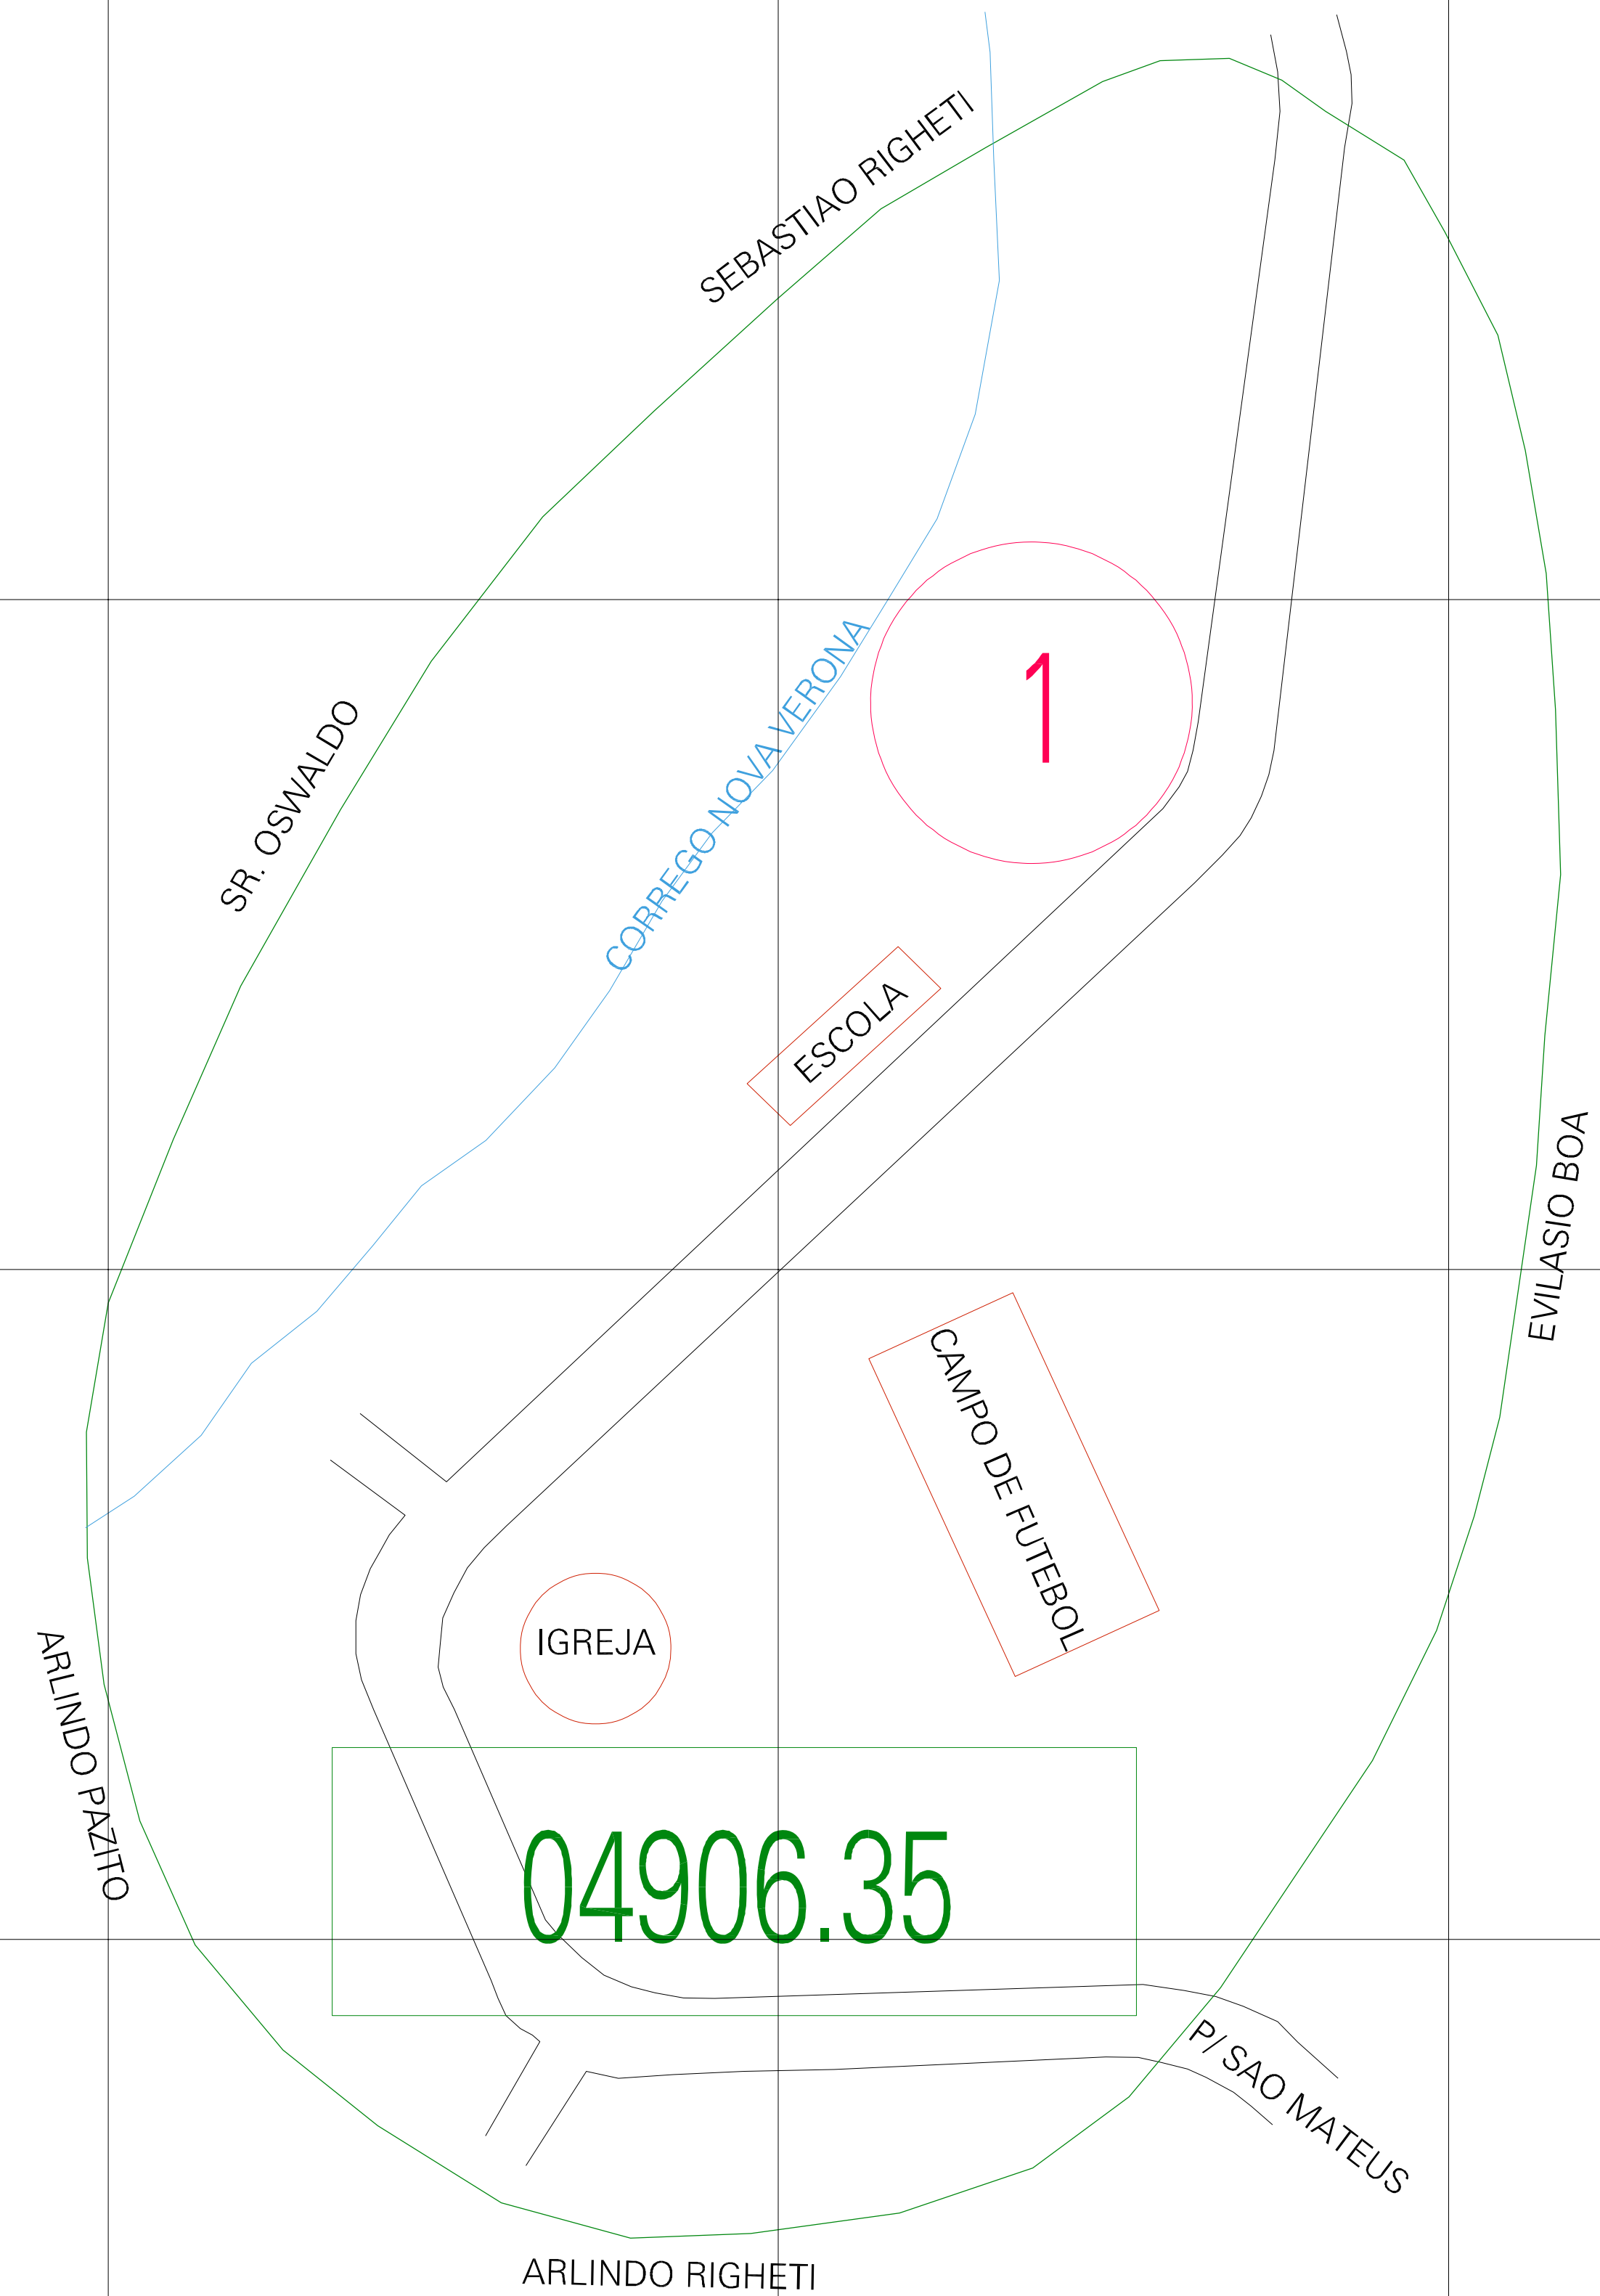 SEBASTIAO RIGHETI
1
CORREGO NOVA VERONA
SR. OSWALDO
ESCOLA
EVILASIO BOA
CAMPO DE FUTEBOL
IGREJA
ARLINDO PAZITO
04906.35
P/ SAO MATEUS
ARLINDO RIGHETI